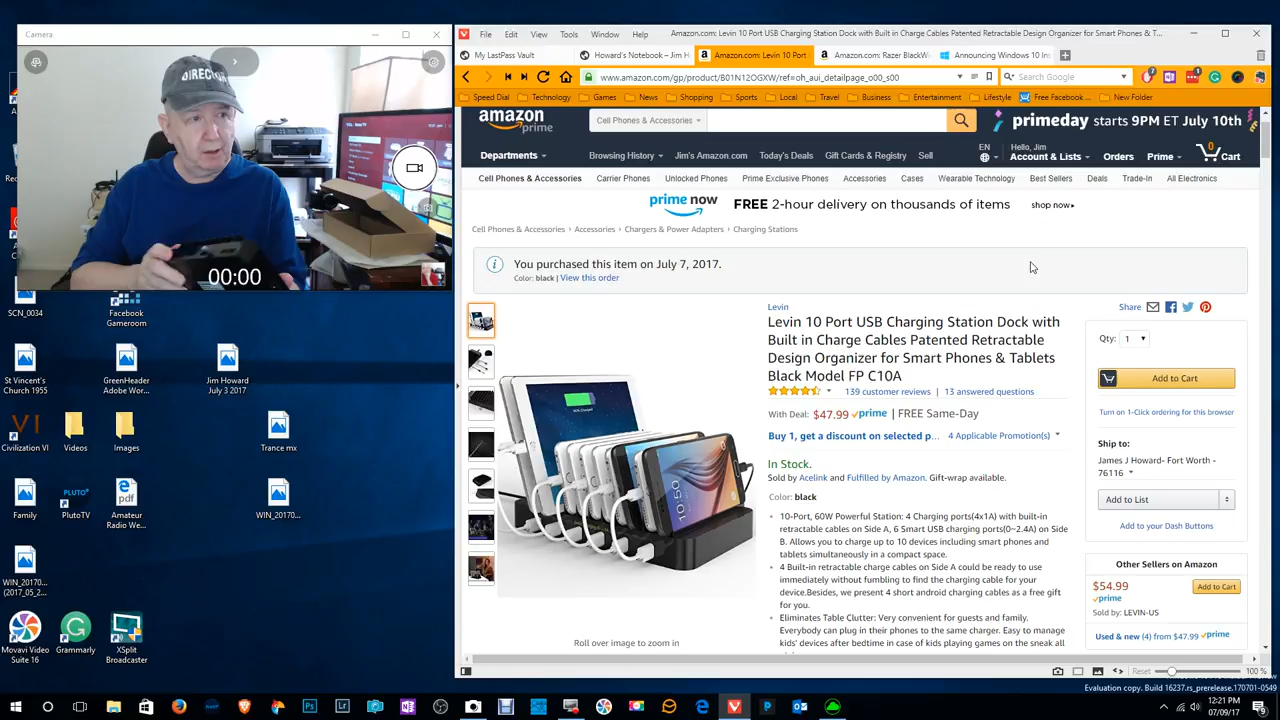 Camera
DIRECTOR
00:00
File Edit View Tools Window Help
Amazon.com: Levin 10 Port USB Charging Station Dock with Built in Charge Cables Patented Retractable Design Organizer for Smart Phones & T...
My LastPass Vault
Howard's Notebook – Jim H
Amazon.com: Levin 10 Port
Amazon.com: Razer BlackW
Announcing Windows 10 Ins
www.amazon.com/gp/product/B01N12OGXW/ref=oh_aui_detailpage_o00_s00
Search Google
Speed Dial Technology Games News Shopping Sports Local Travel Business Entertainment Lifestyle Free Facebook ... New Folder
amazon prime
Cell Phones & Accessories
primeday starts 9PM ET July 10th
Departments
Browsing History Jim's Amazon.com Today's Deals Gift Cards & Registry Sell
EN
Hello, Jim
Account & Lists
Orders
Prime
0
Cart
Cell Phones & Accessories Carrier Phones Unlocked Phones Prime Exclusive Phones Accessories Cases Wearable Technology Best Sellers Deals Trade-In All Electronics
prime now FREE 2-hour delivery on thousands of items shop now▸
Cell Phones & Accessories › Accessories › Chargers & Power Adapters › Charging Stations
You purchased this item on July 7, 2017.
Color: black | View this order
Levin
Levin 10 Port USB Charging Station Dock with
Built in Charge Cables Patented Retractable
Design Organizer for Smart Phones & Tablets
Black Model FP C10A
139 customer reviews | 13 answered questions
With Deal: $47.99 prime | FREE Same-Day
Buy 1, get a discount on selected p... 4 Applicable Promotion(s)
In Stock.
Sold by Acelink and Fulfilled by Amazon. Gift-wrap available.
Color: black
• 10-Port, 60W Powerful Station: 4 Charging ports(4x1A) with built-in
retractable cables on Side A, 6 Smart USB charging ports(0~2.4A) on Side
B. Allows you to charge up to 10 devices including smart phones and
tablets simultaneously in a compact space.
• 4 Built-in retractable charge cables on Side A could be ready to use
immediately without fumbling to find the charging cable for your
device.Besides, we present 4 short android charging cables as a free gift
for you.
• Eliminates Table Clutter: Very convenient for guests and family.
Everybody can plug in their phones to the same charger. Easy to manage
kids' devices after bedtime in case of kids playing games on the sneak all
10:50
Roll over image to zoom in
Share
Qty: 1
Add to Cart
Turn on 1-Click ordering for this browser
Ship to:
James J Howard- Fort Worth -
76116
Add to List
Add to your Dash Buttons
Other Sellers on Amazon
$54.99
prime
Add to Cart
Sold by: LEVIN-US
Used & new (4) from $47.99 prime
Reset
100 %
SCN_0034
Facebook
Gameroom
St Vincent's
Church 1955
GreenHeader
Adobe Wor...
Jim Howard
July 3 2017
VI
Civilization VI
Videos
Images
Trance mx
Family
PLUTO
PlutoTV
pdf
Amateur
Radio We...
WIN_20170...
WIN_20170...
(2017_05_2...
Movavi Video
Suite 16
Grammarly
XSplit
Broadcaster
Evaluation copy. Build 16237.rs_prerelease.170701-0549
12:21 PM
07/09/17